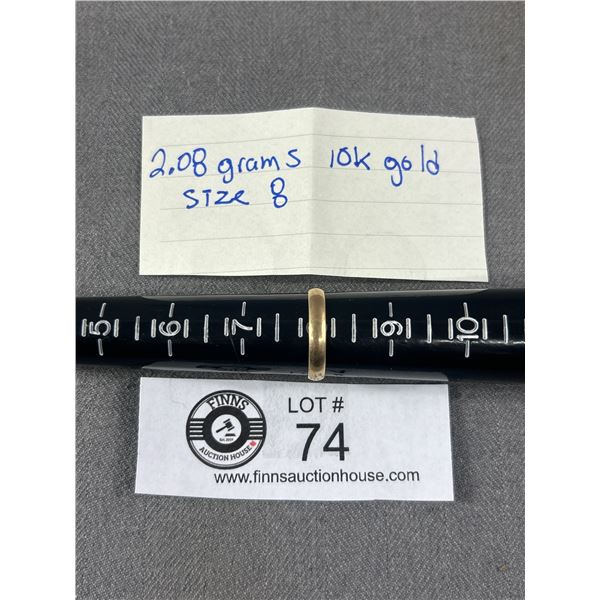 2.08 grams 10k gold
size 8
5 6 7 9 10
FINNS
AUCTION HOUSE
LOT #
74
www.finnsauctionhouse.com